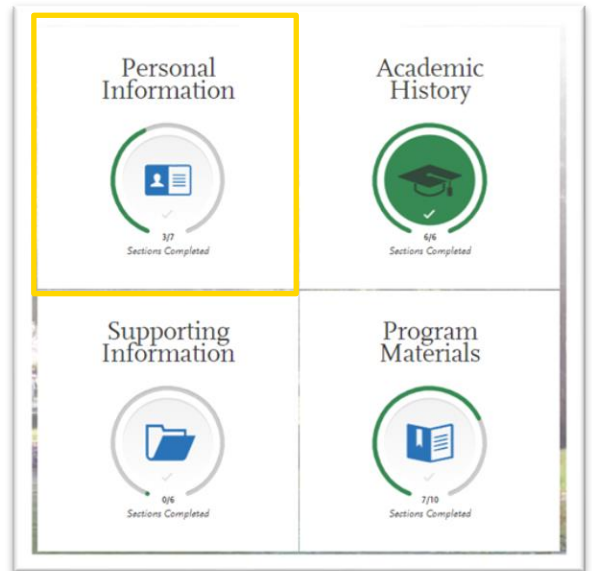 Personal
Information
3/7
Sections Completed
Academic
History
6/6
Sections Completed
Supporting
Information
0/6
Sections Completed
Program
Materials
7/10
Sections Completed